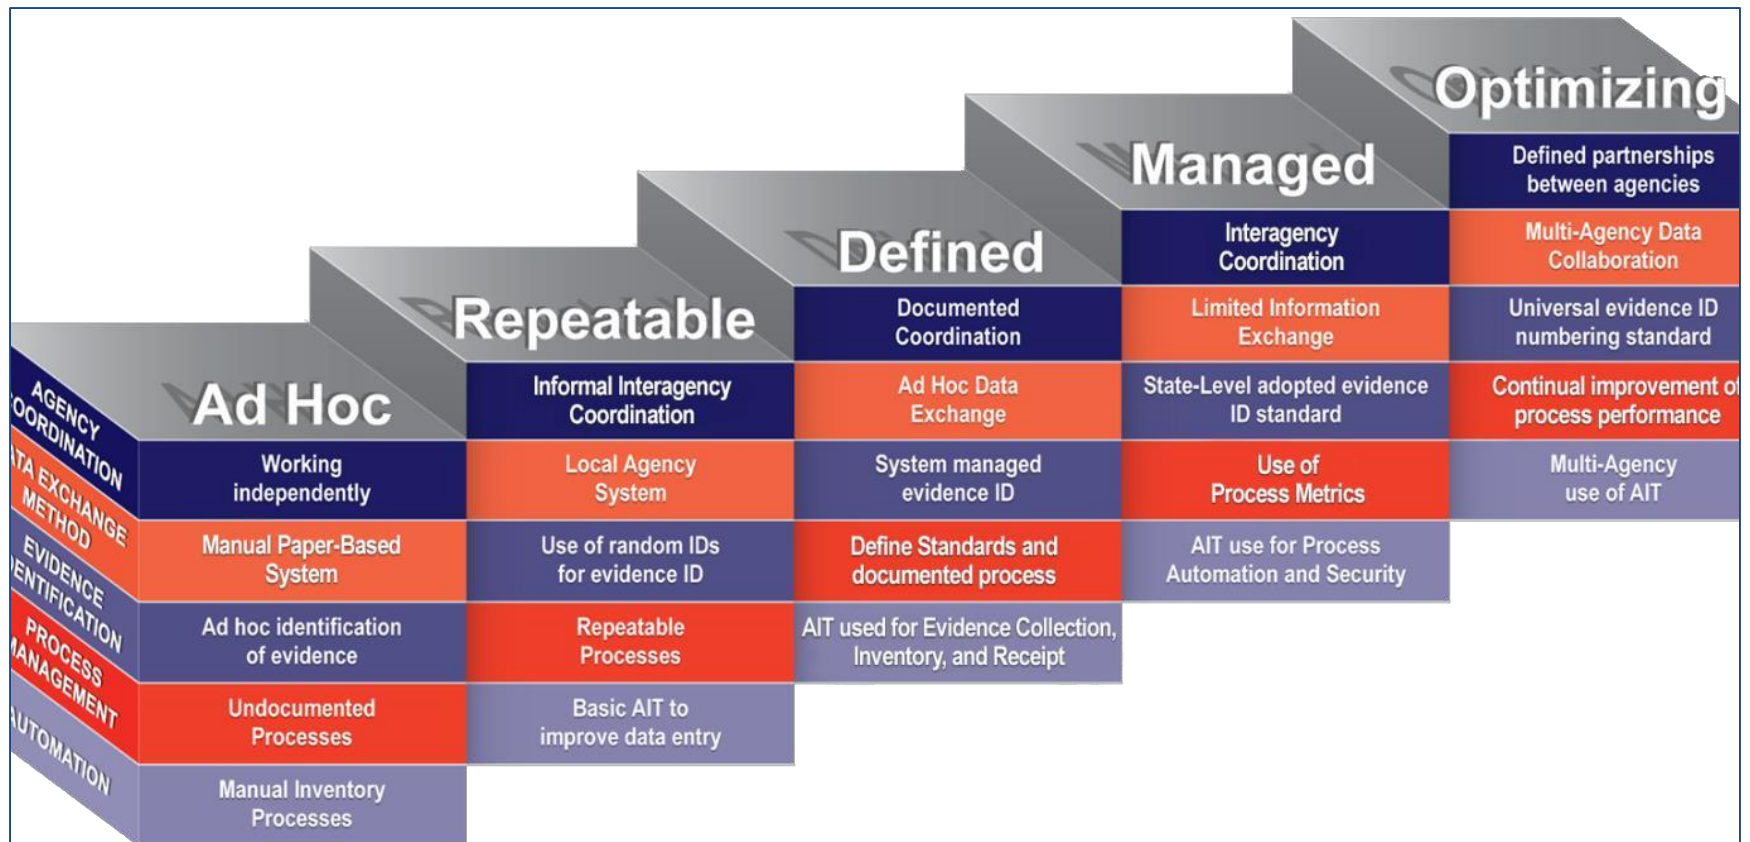 Optimizing
Defined partnerships
between agencies
Multi-Agency Data
Collaboration
Universal evidence ID
numbering standard
Continual improvement of
process performance
Multi-Agency
use of AIT
Managed
Interagency
Coordination
Limited Information
Exchange
State-Level adopted evidence
ID standard
Use of
Process Metrics
AIT use for Process
Automation and Security
Defined
Documented
Coordination
Ad Hoc Data
Exchange
System managed
evidence ID
Define Standards and
documented process
AIT used for Evidence Collection,
Inventory, and Receipt
Repeatable
Informal Interagency
Coordination
Local Agency
System
Use of random IDs
for evidence ID
Repeatable
Processes
Basic AIT to
improve data entry
Ad Hoc
Working
independently
Manual Paper-Based
System
Ad hoc identification
of evidence
Undocumented
Processes
Manual Inventory
Processes
AGENCY
COORDINATION
DATA EXCHANGE
METHOD
EVIDENCE
IDENTIFICATION
PROCESS
MANAGEMENT
AUTOMATION